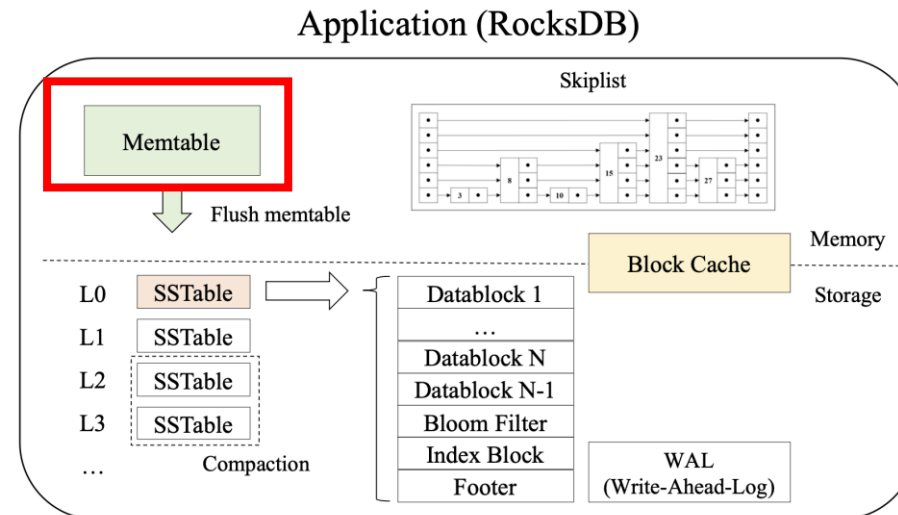 Application (RocksDB)
Skiplist
Memtable
3
8
10
15
23
27
Flush memtable
Memory
Block Cache
Storage
L0
SSTable
Datablock 1
L1
SSTable
…
L2
SSTable
Datablock N
Datablock N-1
L3
SSTable
Bloom Filter
…
Compaction
Index Block
Footer
WAL
(Write-Ahead-Log)